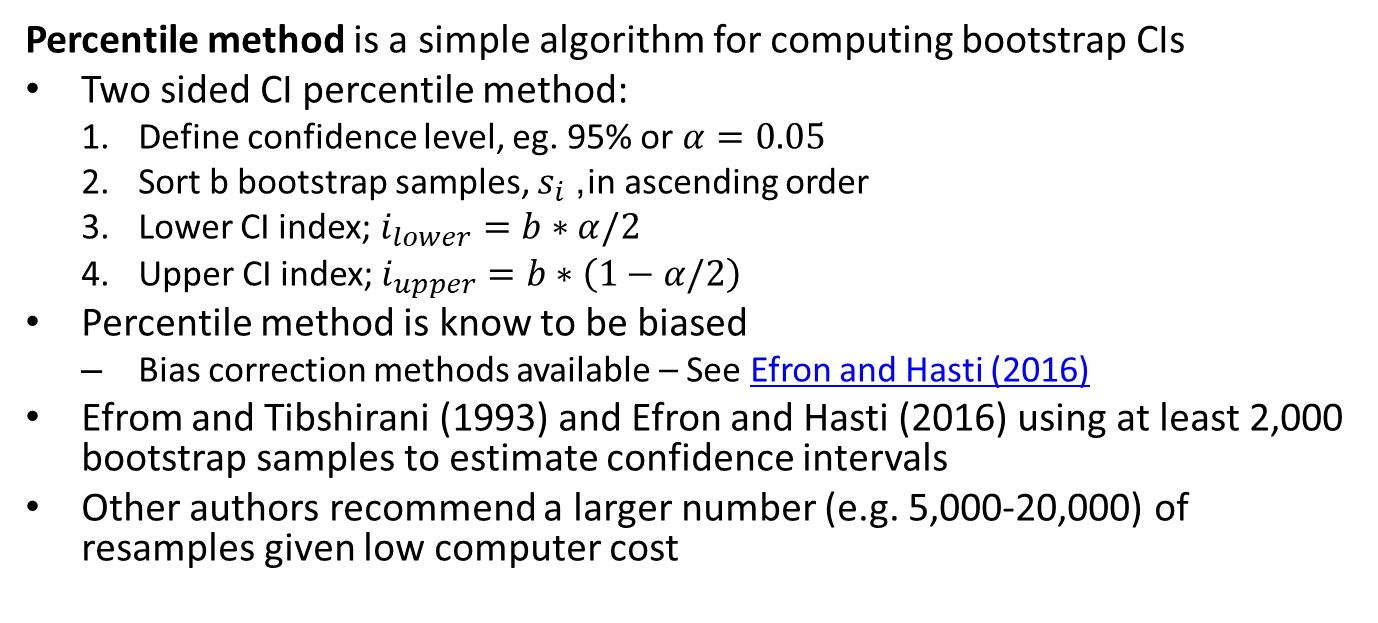 Percentile method is a simple algorithm for computing bootstrap CIs
• Two sided CI percentile method:
1. Define confidence level, eg. 95% or α = 0.05
2. Sort b bootstrap samples, sᵢ ,in ascending order
3. Lower CI index; i_lower = b ∗ α/2
4. Upper CI index; i_upper = b ∗ (1 − α/2)
• Percentile method is know to be biased
– Bias correction methods available – See Efron and Hasti (2016)
• Efrom and Tibshirani (1993) and Efron and Hasti (2016) using at least 2,000
bootstrap samples to estimate confidence intervals
• Other authors recommend a larger number (e.g. 5,000-20,000) of
resamples given low computer cost